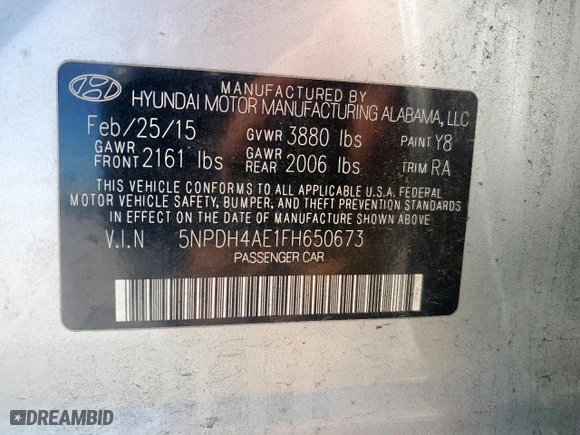 MANUFACTURED BY
HYUNDAI MOTOR MANUFACTURING ALABAMA, LLC
Feb/25/15 GVWR 3880 lbs PAINT Y8
GAWR FRONT 2161 lbs GAWR REAR 2006 lbs TRIM RA
THIS VEHICLE CONFORMS TO ALL APPLICABLE U.S.A. FEDERAL
MOTOR VEHICLE SAFETY, BUMPER, AND THEFT PREVENTION STANDARDS
IN EFFECT ON THE DATE OF MANUFACTURE SHOWN ABOVE.
V.I.N 5NPDH4AE1FH650673
PASSENGER CAR
DREAMBID